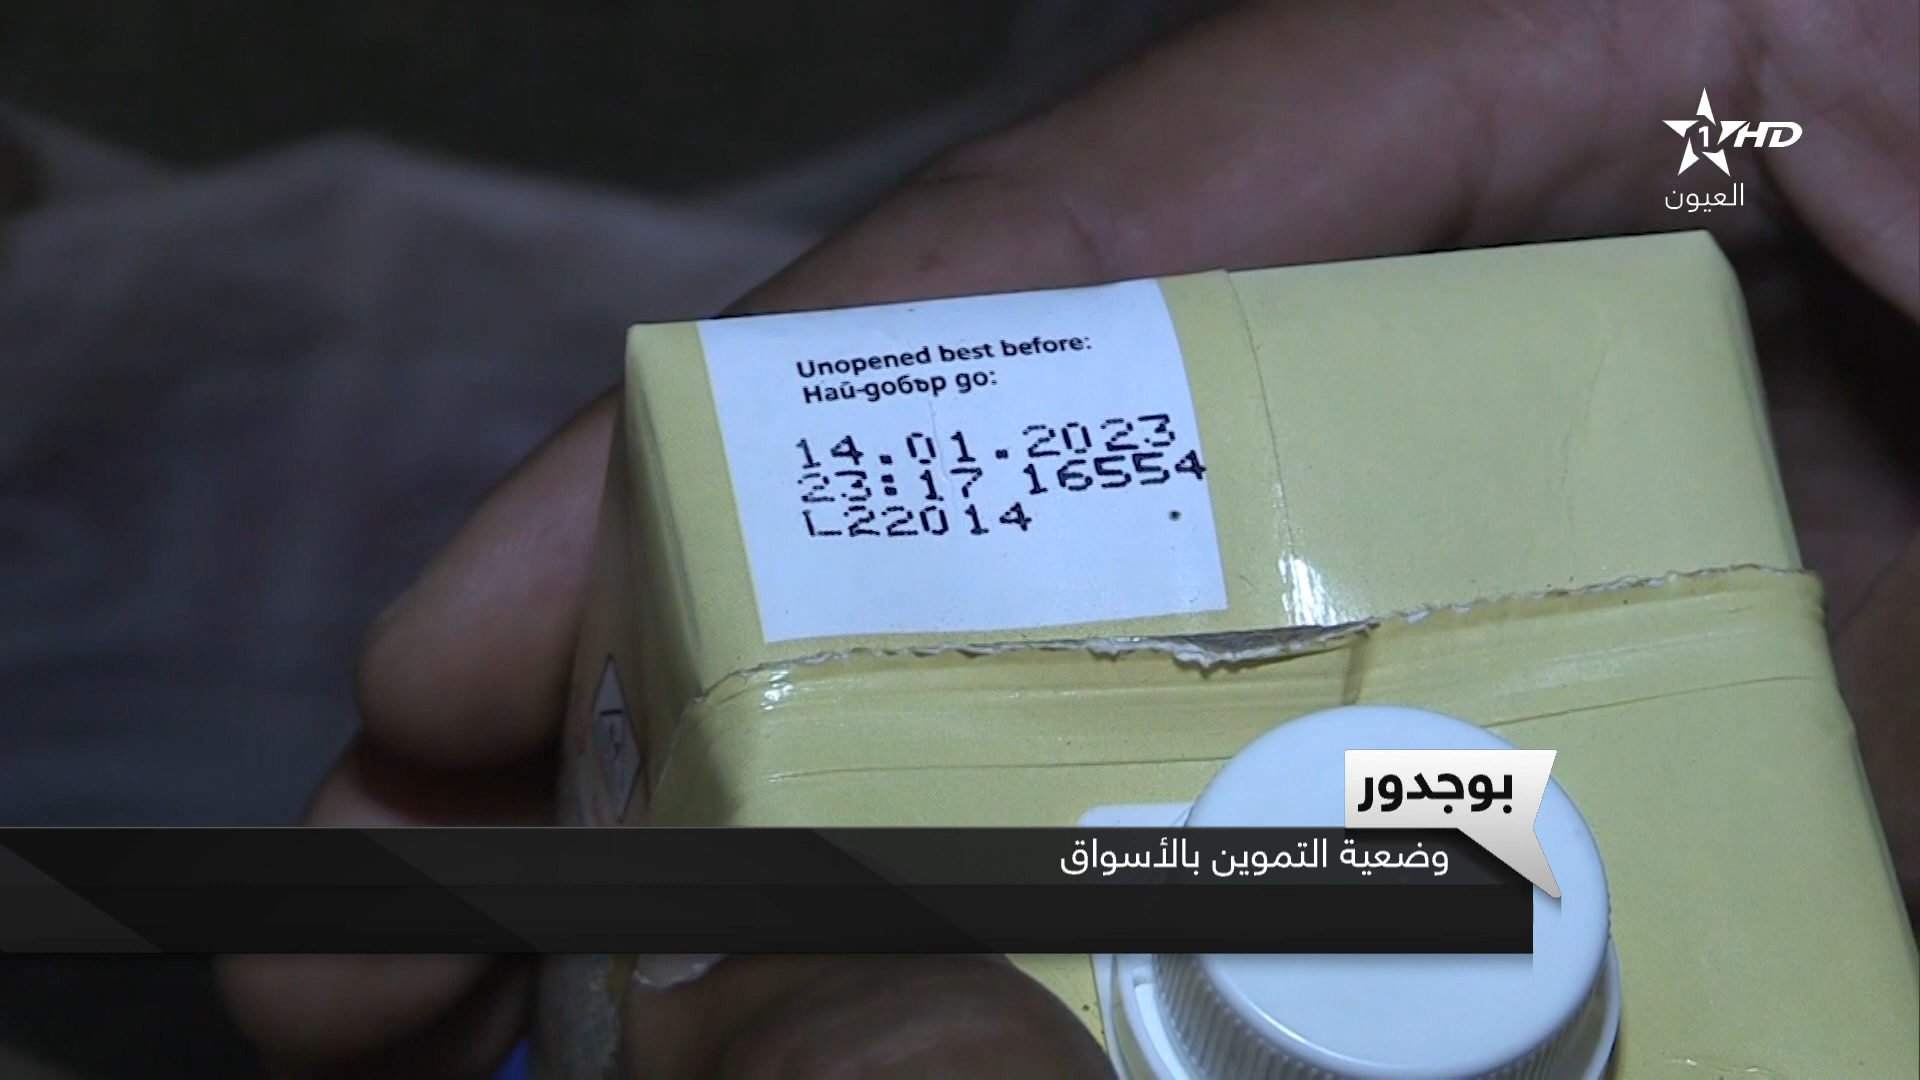 1 HD
العيون
Unopened best before:
Най-добър до:
14.01.2023
23:17 16554
L22014
بوجدور
وضعية التموين بالأسواق